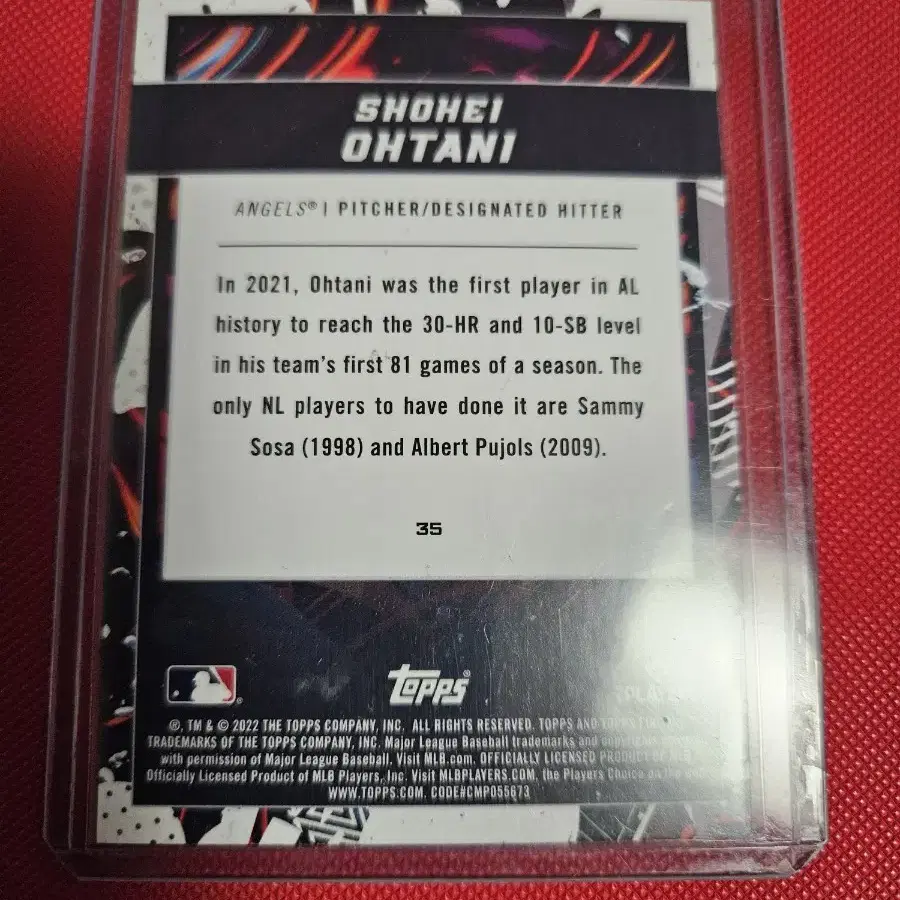 SHOHEI
OHTANI
ANGELS® | PITCHER/DESIGNATED HITTER
In 2021, Ohtani was the first player in AL
history to reach the 30-HR and 10-SB level
in his team's first 81 games of a season. The
only NL players to have done it are Sammy
Sosa (1998) and Albert Pujols (2009).
35
topps®
®, TM & © 2022 THE TOPPS COMPANY, INC. ALL RIGHTS RESERVED. TOPPS AND TOPPS
TRADEMARKS OF THE TOPPS COMPANY, INC. Major League Baseball trademarks and copyrights
with permission of Major League Baseball. Visit MLB.com. OFFICIALLY LICENSED PRODUCT OF MLB
Officially Licensed Product of MLB Players, Inc. Visit MLBPLAYERS.COM, the Players Choice on the web
WWW.TOPPS.COM. CODE#CMP055673